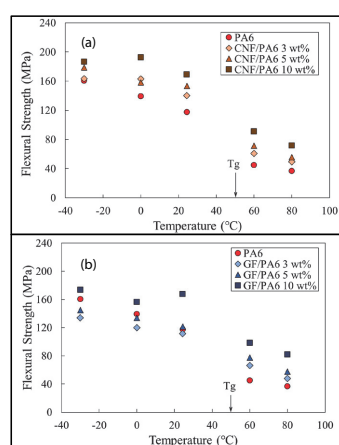 (a)
PA6
CNF/PA6 3 wt%
CNF/PA6 5 wt%
CNF/PA6 10 wt%
Flexural Strength (MPa)
240
200
160
120
80
40
0
Tg
-40 -20 0 20 40 60 80 100
Temperature (℃)
(b)
PA6
GF/PA6 3 wt%
GF/PA6 5 wt%
GF/PA6 10 wt%
Flexural Strength (MPa)
240
200
160
120
80
40
0
Tg
-40 -20 0 20 40 60 80 100
Temperature (℃)